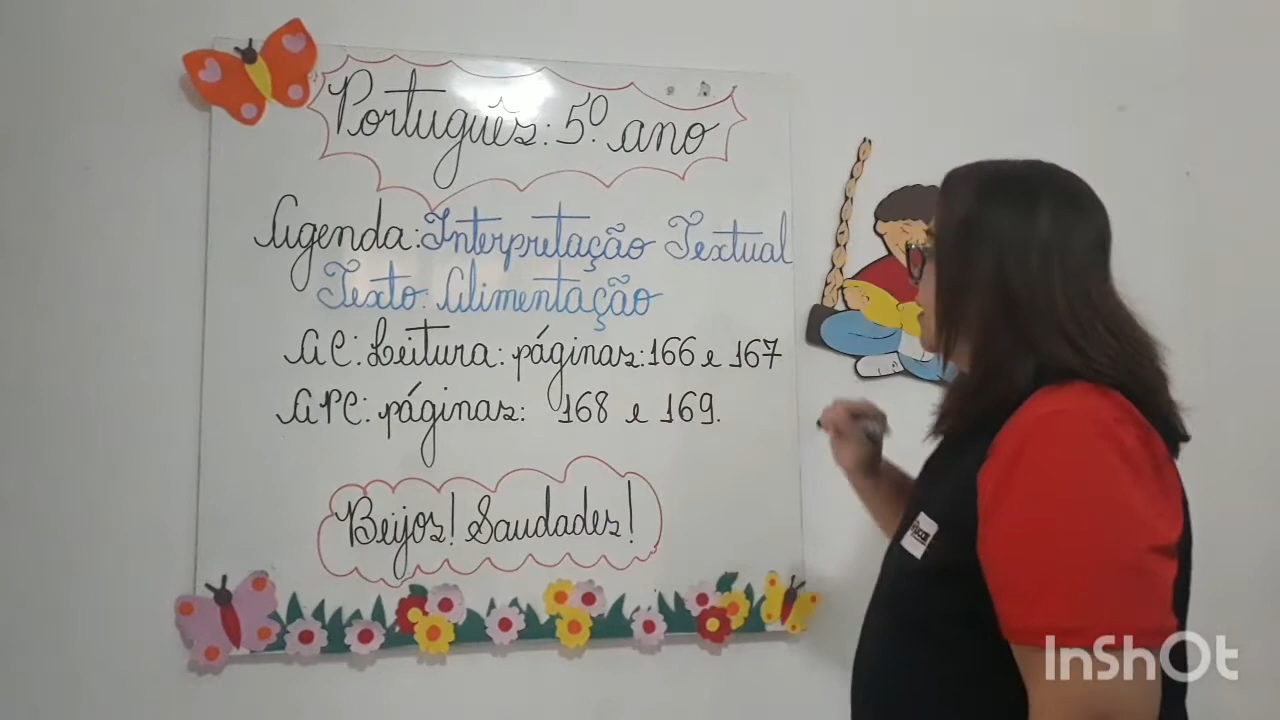 Português: 5º ano
Agenda: Interpretação Textual
Texto: Alimentação
AC: Leitura: páginas: 166 e 167
APC: páginas: 168 e 169.
Beijos! Saudades!
InShOt